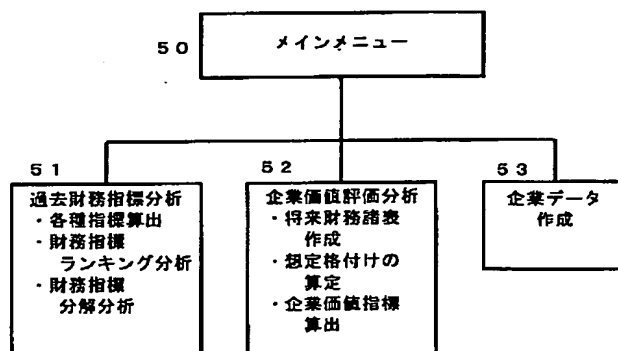 ５０
メインメニュー
５１
過去財務指標分析
・各種指標算出
・財務指標
ランキング分析
・財務指標
分解分析
５２
企業価値評価分析
・将来財務諸表
作成
・想定格付けの
算定
・企業価値指標
算出
５３
企業データ
作成